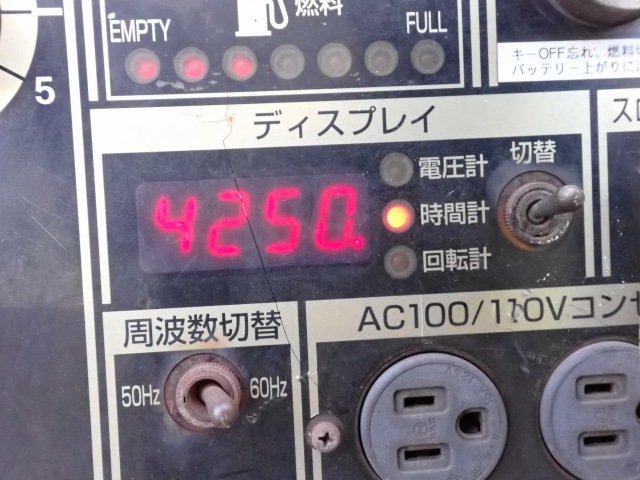 燃料
EMPTY FULL
5
キーOFF忘れ、燃料
バッテリー上がりに
ディスプレイ
4250.
電圧計
時間計
回転計
切替
周波数切替
50Hz 60Hz
AC100/110Vコンセ